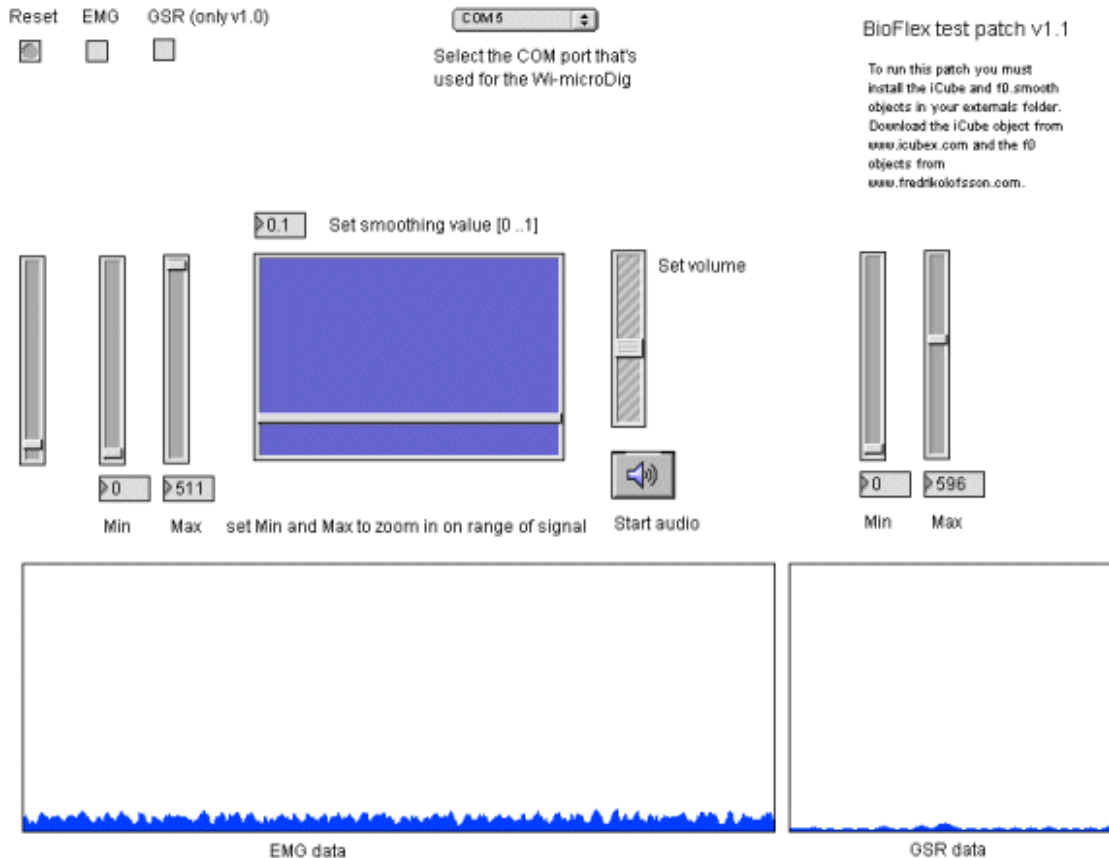 Reset EMG GSR (only v1.0)
COM5
Select the COM port that's
used for the Wi-microDig
BioFlex test patch v1.1
To run this patch you must
install the iCube and f0.smooth
objects in your externals folder.
Download the iCube object from
www.icubex.com and the f0
objects from
www.fredrikolofsson.com.
0.1 Set smoothing value [0 ..1]
Set volume
0 511
Min Max set Min and Max to zoom in on range of signal
Start audio
0 596
Min Max
EMG data
GSR data